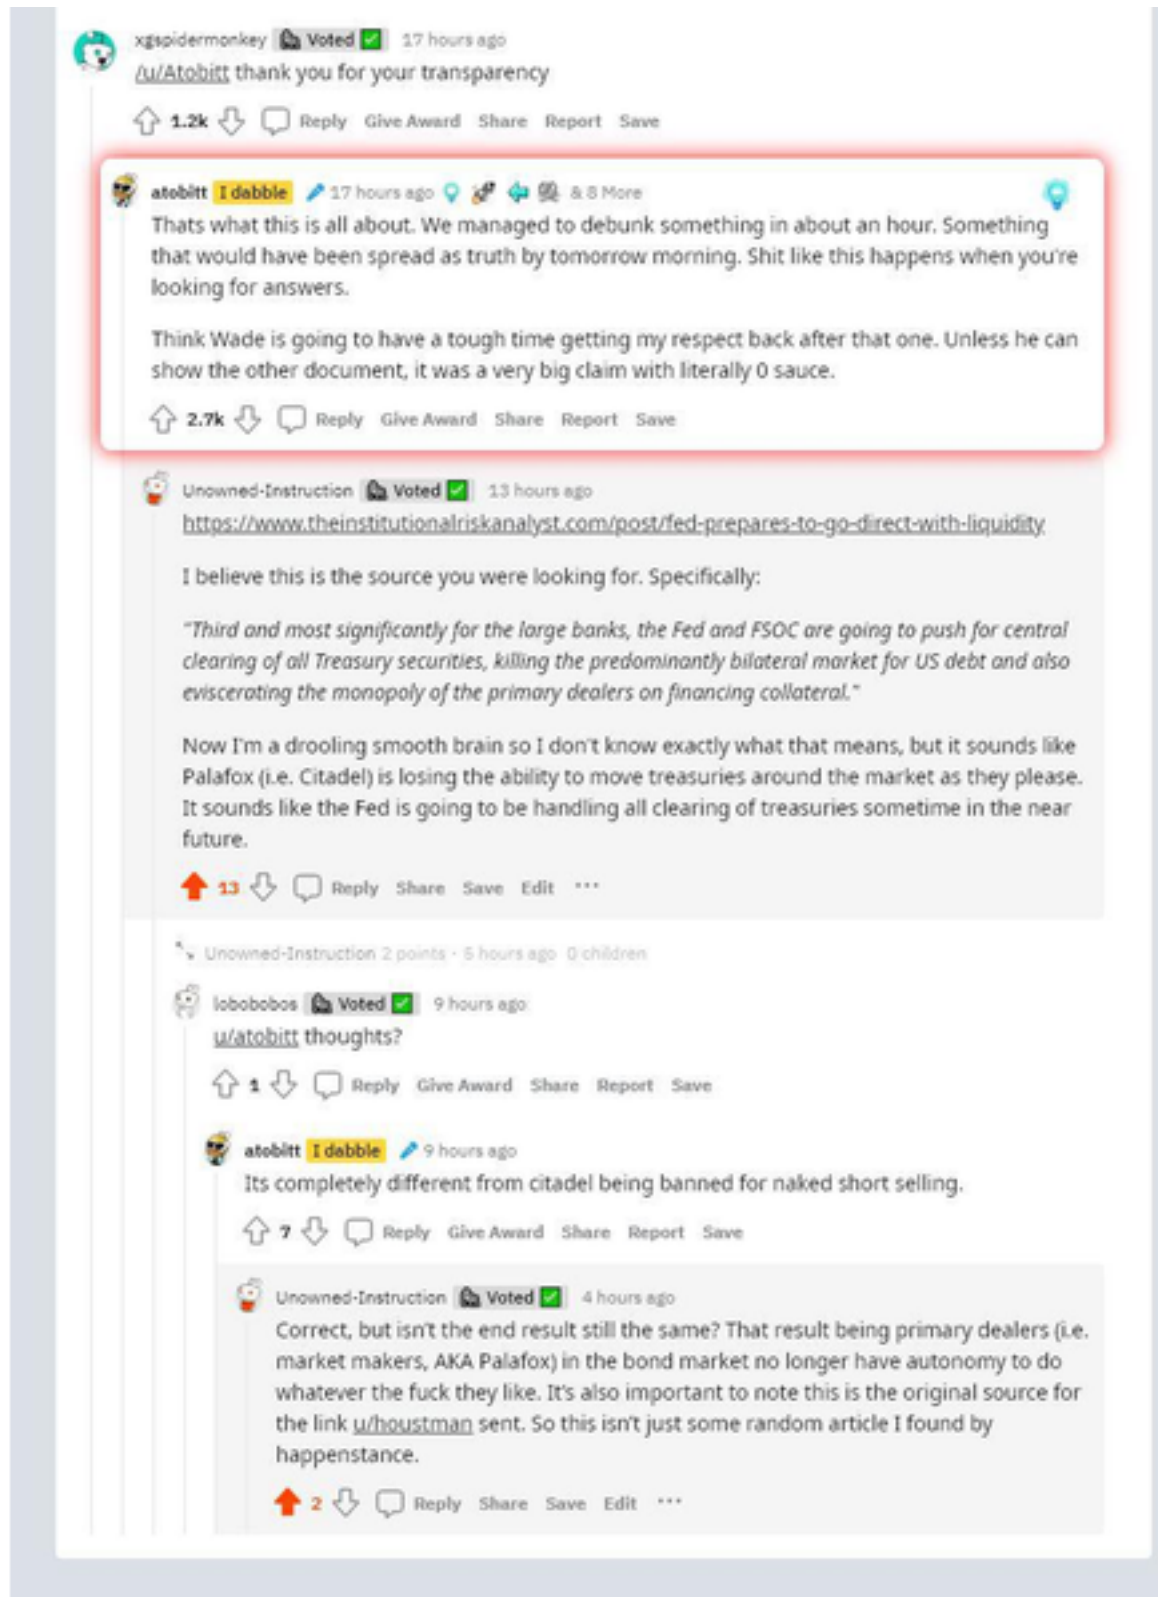 xgspidermonkey Voted 17 hours ago
/u/Atobitt thank you for your transparency
1.2k Reply Give Award Share Report Save
atobitt I dabble 17 hours ago & 8 More
Thats what this is all about. We managed to debunk something in about an hour. Something
that would have been spread as truth by tomorrow morning. Shit like this happens when you're
looking for answers.
Think Wade is going to have a tough time getting my respect back after that one. Unless he can
show the other document, it was a very big claim with literally 0 sauce.
2.7k Reply Give Award Share Report Save
Unowned-Instruction Voted 13 hours ago
https://www.theinstitutionalriskanalyst.com/post/fed-prepares-to-go-direct-with-liquidity
I believe this is the source you were looking for. Specifically:
"Third and most significantly for the large banks, the Fed and FSOC are going to push for central
clearing of all Treasury securities, killing the predominantly bilateral market for US debt and also
eviscerating the monopoly of the primary dealers on financing collateral."
Now I'm a drooling smooth brain so I don't know exactly what that means, but it sounds like
Palafox (i.e. Citadel) is losing the ability to move treasuries around the market as they please.
It sounds like the Fed is going to be handling all clearing of treasuries sometime in the near
future.
13 Reply Share Save Edit ...
Unowned-Instruction 2 points · 5 hours ago 0 children
lobobobos Voted 9 hours ago
u/atobitt thoughts?
1 Reply Give Award Share Report Save
atobitt I dabble 9 hours ago
Its completely different from citadel being banned for naked short selling.
7 Reply Give Award Share Report Save
Unowned-Instruction Voted 4 hours ago
Correct, but isn't the end result still the same? That result being primary dealers (i.e.
market makers, AKA Palafox) in the bond market no longer have autonomy to do
whatever the fuck they like. It's also important to note this is the original source for
the link u/houstman sent. So this isn't just some random article I found by
happenstance.
2 Reply Share Save Edit ...